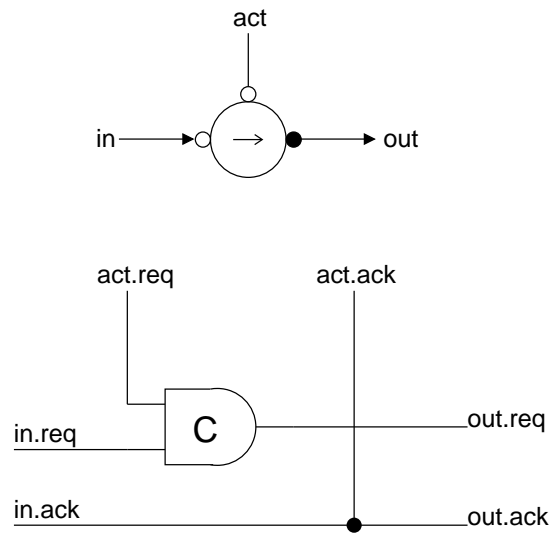 act
in → out
act.req act.ack
C
in.req out.req
in.ack out.ack